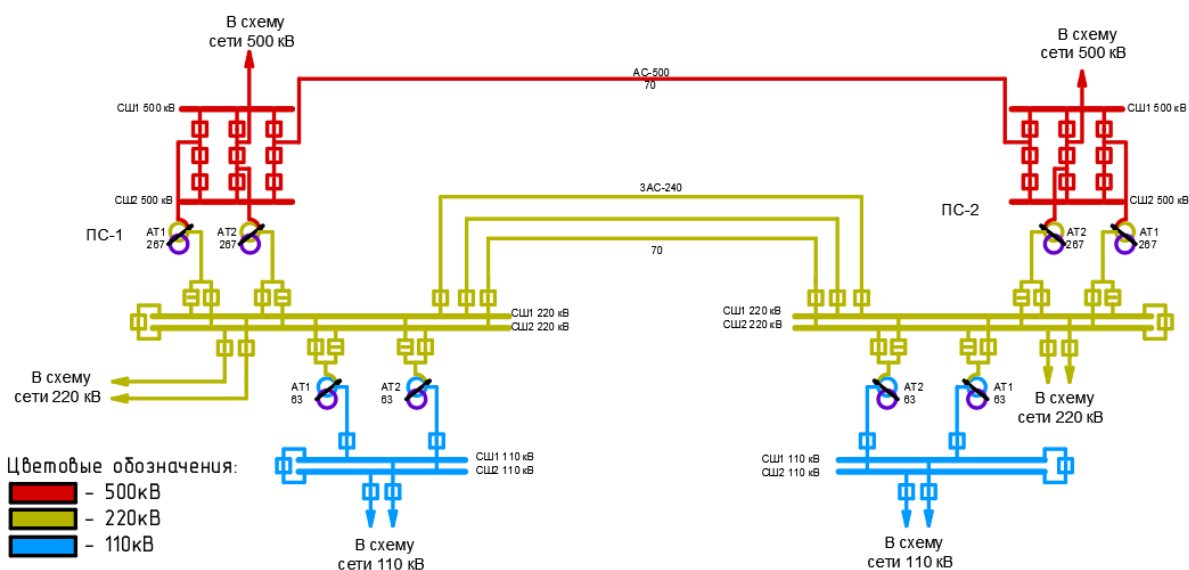 В схему
сети 500 кВ
В схему
сети 500 кВ
АС-500
70
СШ1 500 кВ
СШ1 500 кВ
СШ2 500 кВ
СШ2 500 кВ
3АС-240
70
ПС-1
АТ1
267
АТ2
267
ПС-2
АТ2
267
АТ1
267
СШ1 220 кВ
СШ2 220 кВ
СШ1 220 кВ
СШ2 220 кВ
В схему
сети 220 кВ
АТ1
63
АТ2
63
АТ2
63
АТ1
63
В схему
сети 220 кВ
СШ1 110 кВ
СШ2 110 кВ
СШ1 110 кВ
СШ2 110 кВ
В схему
сети 110 кВ
В схему
сети 110 кВ
Цветовые обозначения:
- 500кВ
- 220кВ
- 110кВ